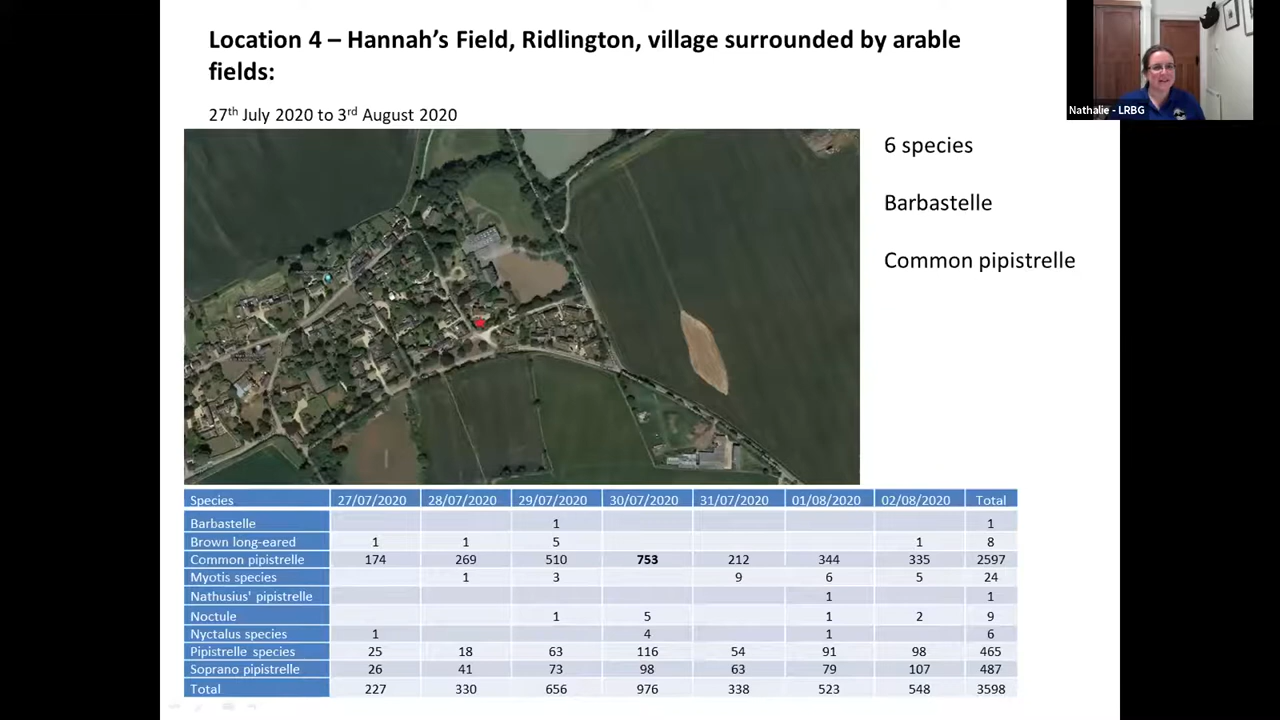 Location 4 – Hannah's Field, Ridlington, village surrounded by arable
fields:
27th July 2020 to 3rd August 2020
Nathalie - LRBG
6 species
Barbastelle
Common pipistrelle
Species 27/07/2020 28/07/2020 29/07/2020 30/07/2020 31/07/2020 01/08/2020 02/08/2020 Total
Barbastelle 1 1
Brown long-eared 1 1 5 1 8
Common pipistrelle 174 269 510 753 212 344 335 2597
Myotis species 1 3 9 6 5 24
Nathusius' pipistrelle 1 1
Noctule 1 5 1 2 9
Nyctalus species 1 4 1 6
Pipistrelle species 25 18 63 116 54 91 98 465
Soprano pipistrelle 26 41 73 98 63 79 107 487
Total 227 330 656 976 338 523 548 3598